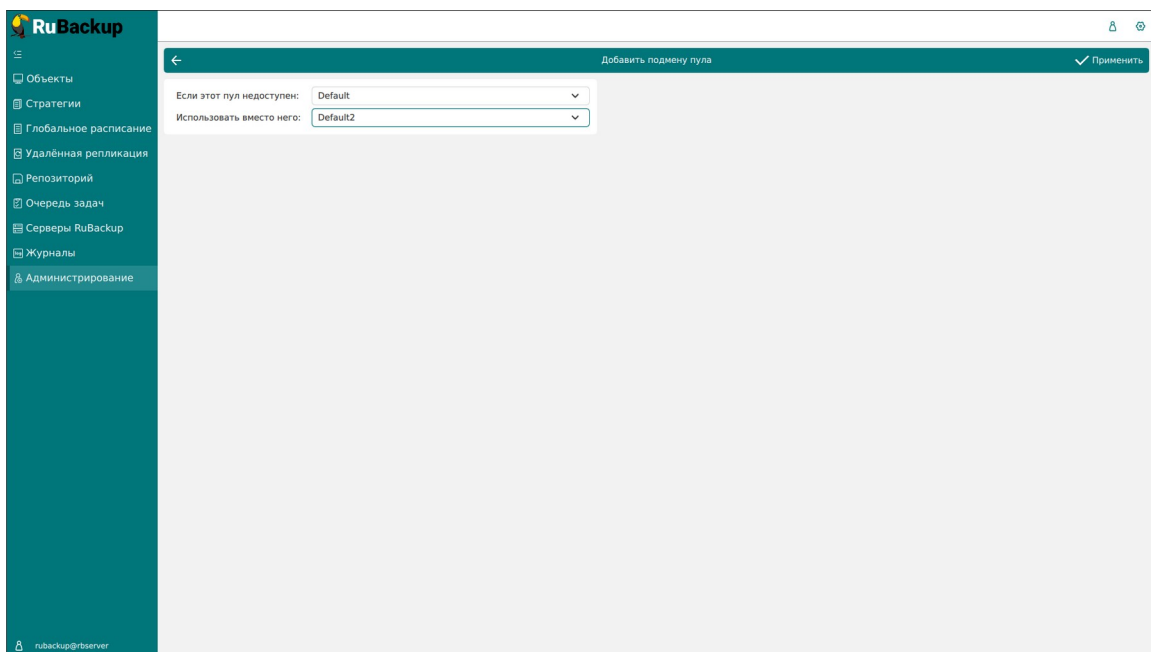 RuBackup
Добавить подмену пула
Применить
Объекты
Стратегии
Глобальное расписание
Удалённая репликация
Репозиторий
Очередь задач
Серверы RuBackup
Журналы
Администрирование
Если этот пул недоступен: Default
Использовать вместо него: Default2
rubackup@rbserver